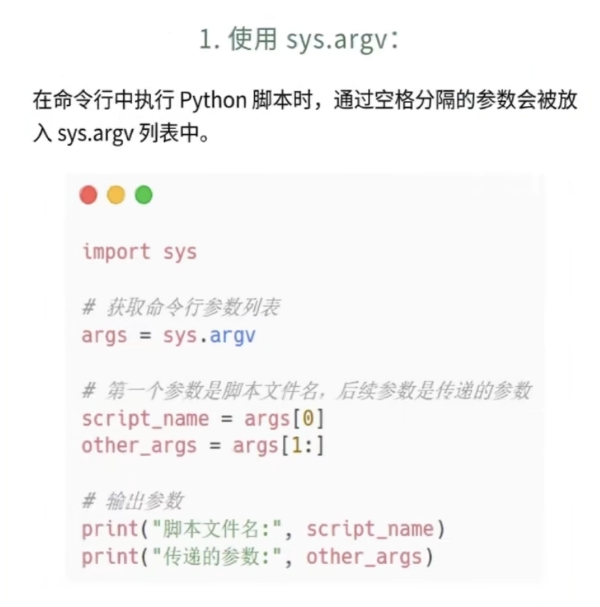 1. 使用 sys.argv：
在命令行中执行 Python 脚本时，通过空格分隔的参数会被放
入 sys.argv 列表中。
import sys
# 获取命令行参数列表
args = sys.argv
# 第一个参数是脚本文件名，后续参数是传递的参数
script_name = args[0]
other_args = args[1:]
# 输出参数
print("脚本文件名:", script_name)
print("传递的参数:", other_args)